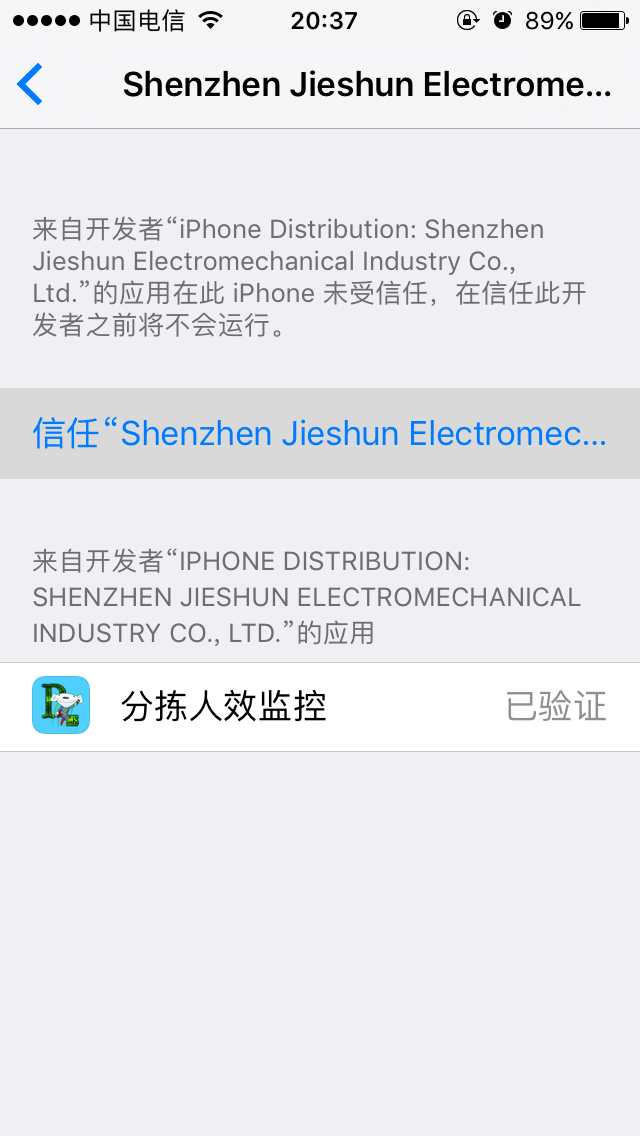 中国电信 20:37 89%
Shenzhen Jieshun Electrome...
来自开发者“iPhone Distribution: Shenzhen
Jieshun Electromechanical Industry Co.,
Ltd.”的应用在此 iPhone 未受信任，在信任此开
发者之前将不会运行。
信任“Shenzhen Jieshun Electromec...
来自开发者“IPHONE DISTRIBUTION:
SHENZHEN JIESHUN ELECTROMECHANICAL
INDUSTRY CO., LTD.”的应用
分拣人效监控 已验证